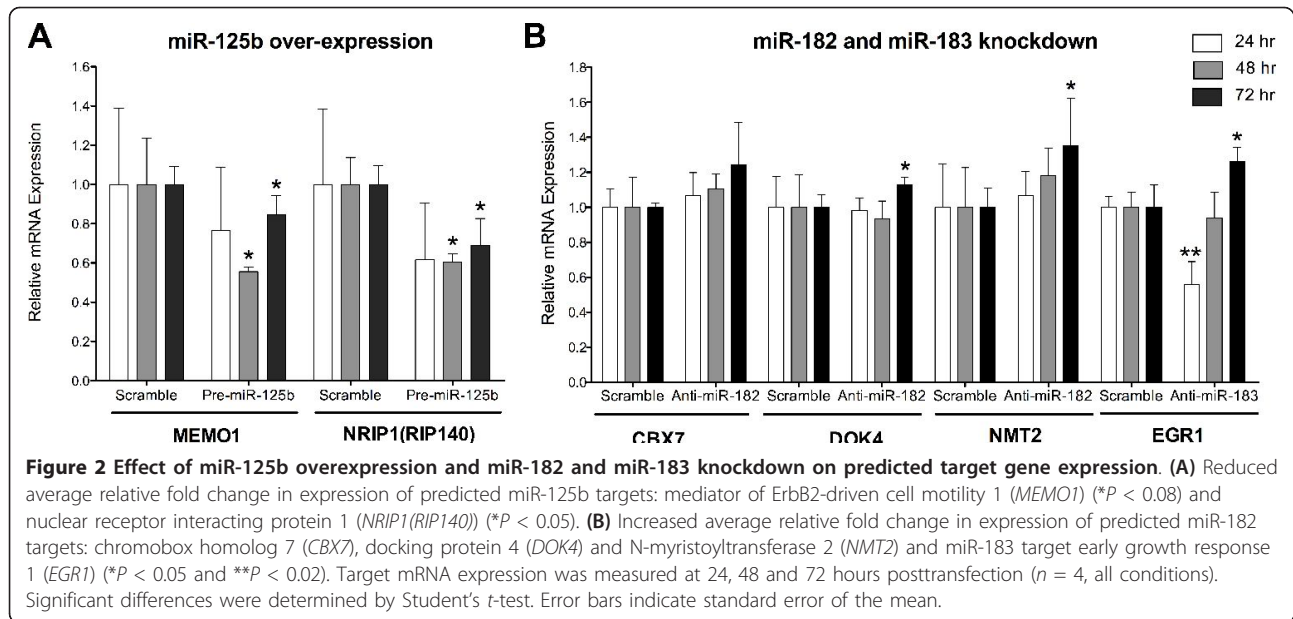 A miR-125b over-expression
B miR-182 and miR-183 knockdown
24 hr
48 hr
72 hr
Relative mRNA Expression
1.6
1.4
1.2
1.0
0.8
0.6
0.4
0.2
0.0
* * * *
Scramble Pre-miR-125b Scramble Pre-miR-125b
MEMO1 NRIP1(RIP140)
Relative mRNA Expression
1.8
1.6
1.4
1.2
1.0
0.8
0.6
0.4
0.2
0.0
* * ** *
Scramble Anti-miR-182 Scramble Anti-miR-182 Scramble Anti-miR-182 Scramble Anti-miR-183
CBX7 DOK4 NMT2 EGR1
Figure 2 Effect of miR-125b overexpression and miR-182 and miR-183 knockdown on predicted target gene expression. (A) Reduced
average relative fold change in expression of predicted miR-125b targets: mediator of ErbB2-driven cell motility 1 (MEMO1) (*P < 0.08) and
nuclear receptor interacting protein 1 (NRIP1(RIP140)) (*P < 0.05). (B) Increased average relative fold change in expression of predicted miR-182
targets: chromobox homolog 7 (CBX7), docking protein 4 (DOK4) and N-myristoyltransferase 2 (NMT2) and miR-183 target early growth response
1 (EGR1) (*P < 0.05 and **P < 0.02). Target mRNA expression was measured at 24, 48 and 72 hours posttransfection (n = 4, all conditions).
Significant differences were determined by Student's t-test. Error bars indicate standard error of the mean.